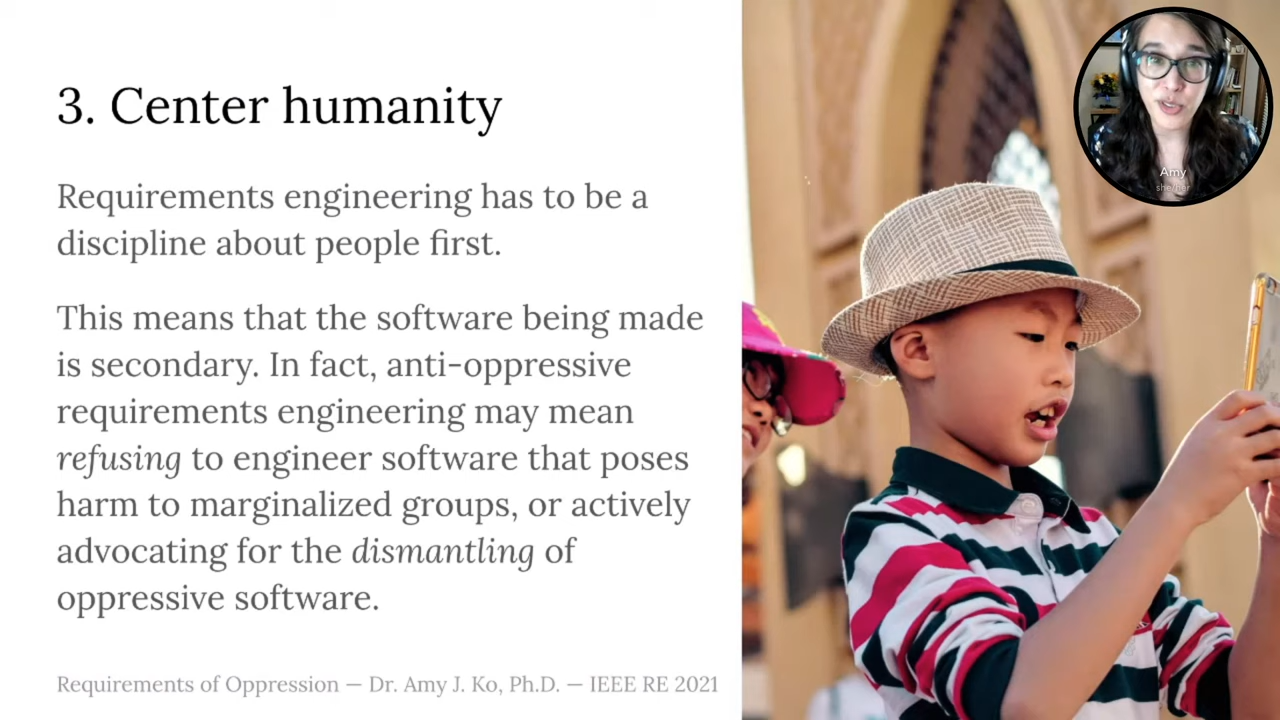 3. Center humanity
Requirements engineering has to be a
discipline about people first.
This means that the software being made
is secondary. In fact, anti-oppressive
requirements engineering may mean
refusing to engineer software that poses
harm to marginalized groups, or actively
advocating for the dismantling of
oppressive software.
Requirements of Oppression — Dr. Amy J. Ko, Ph.D. — IEEE RE 2021
Amy
she/her